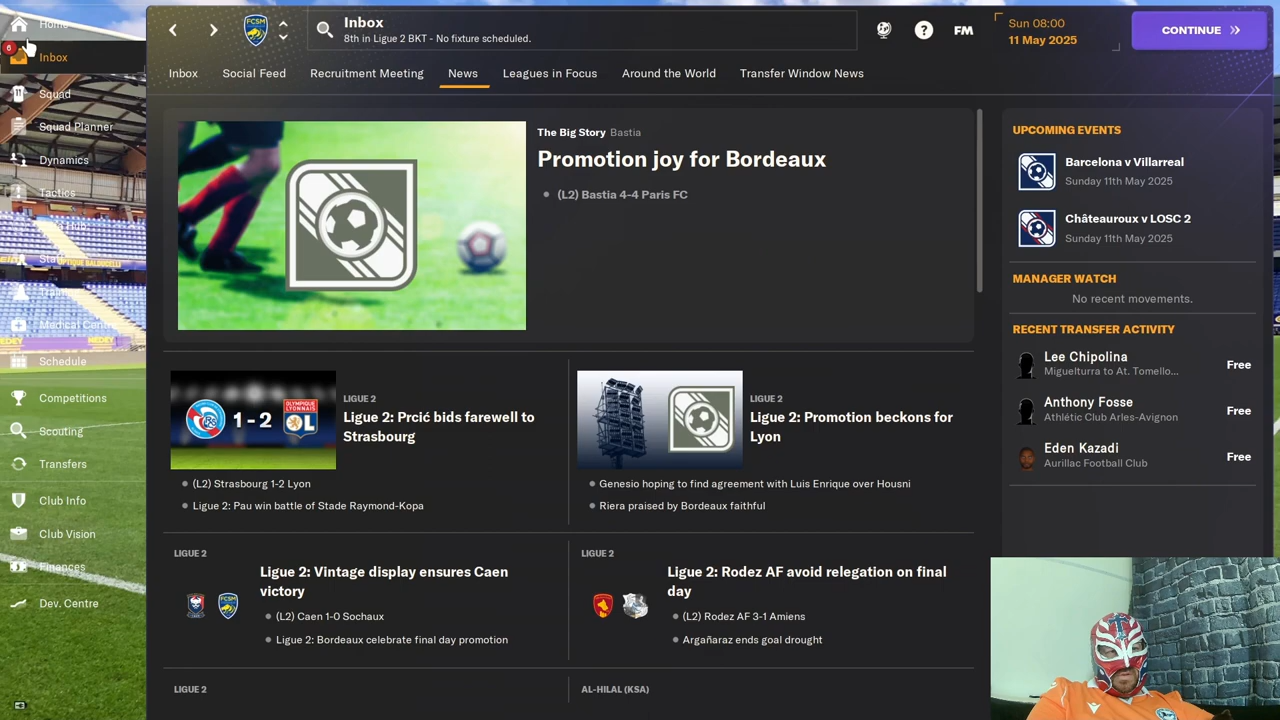 Home
6
Inbox
Squad
Squad Planner
Dynamics
Tactics
Medical Centre
Schedule
Competitions
Scouting
Transfers
Club Info
Club Vision
Finances
Dev. Centre
FCSM
Inbox
8th in Ligue 2 BKT - No fixture scheduled.
?
FM
Sun 08:00
11 May 2025
CONTINUE
Inbox
Social Feed
Recruitment Meeting
News
Leagues in Focus
Around the World
Transfer Window News
The Big Story Bastia
Promotion joy for Bordeaux
(L2) Bastia 4-4 Paris FC
1 - 2
LIGUE 2
Ligue 2: Prcić bids farewell to
Strasbourg
(L2) Strasbourg 1-2 Lyon
Ligue 2: Pau win battle of Stade Raymond-Kopa
LIGUE 2
Ligue 2: Promotion beckons for
Lyon
Genesio hoping to find agreement with Luis Enrique over Housni
Riera praised by Bordeaux faithful
LIGUE 2
Ligue 2: Vintage display ensures Caen
victory
(L2) Caen 1-0 Sochaux
Ligue 2: Bordeaux celebrate final day promotion
LIGUE 2
Ligue 2: Rodez AF avoid relegation on final
day
(L2) Rodez AF 3-1 Amiens
Argañaraz ends goal drought
LIGUE 2
AL-HILAL (KSA)
UPCOMING EVENTS
Barcelona v Villarreal
Sunday 11th May 2025
Châteauroux v LOSC 2
Sunday 11th May 2025
MANAGER WATCH
No recent movements.
RECENT TRANSFER ACTIVITY
Lee Chipolina
Miguelturra to At. Tomello...
Free
Anthony Fosse
Athlétic Club Arles-Avignon
Free
Eden Kazadi
Aurillac Football Club
Free